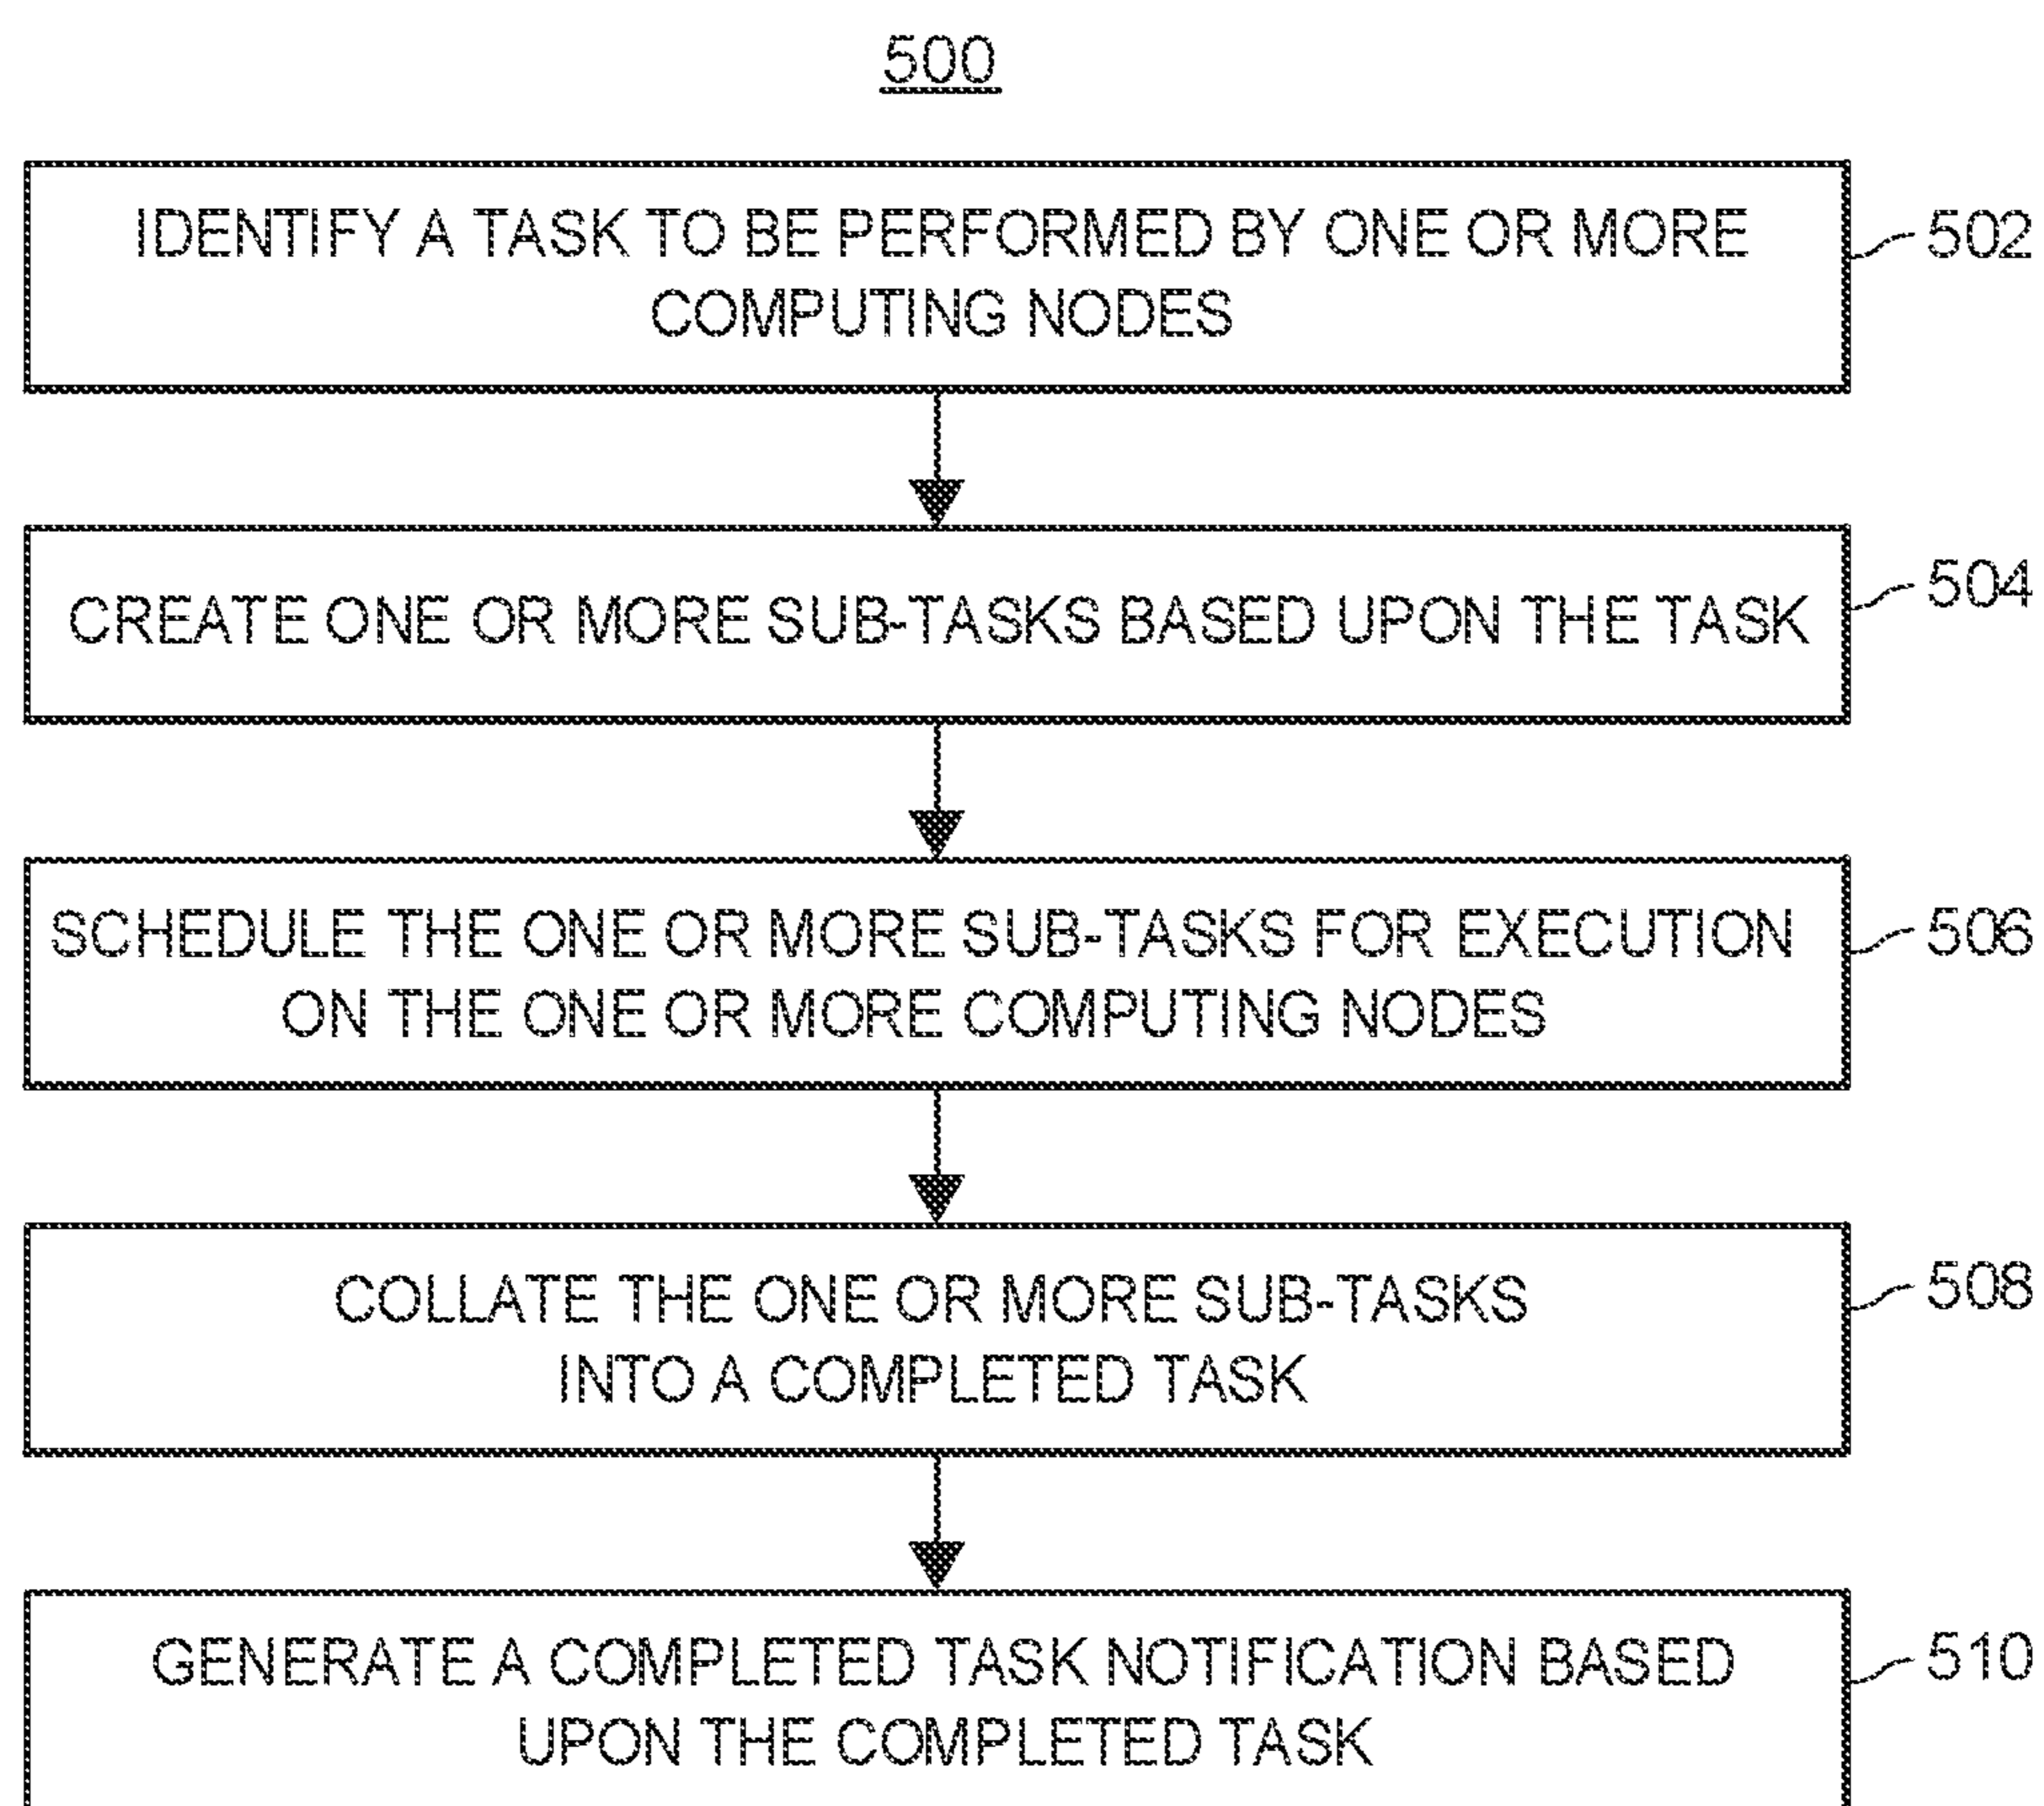 500
IDENTIFY A TASK TO BE PERFORMED BY ONE OR MORE
COMPUTING NODES
502
CREATE ONE OR MORE SUB-TASKS BASED UPON THE TASK
504
SCHEDULE THE ONE OR MORE SUB-TASKS FOR EXECUTION
ON THE ONE OR MORE COMPUTING NODES
506
COLLATE THE ONE OR MORE SUB-TASKS
INTO A COMPLETED TASK
508
GENERATE A COMPLETED TASK NOTIFICATION BASED
UPON THE COMPLETED TASK
510